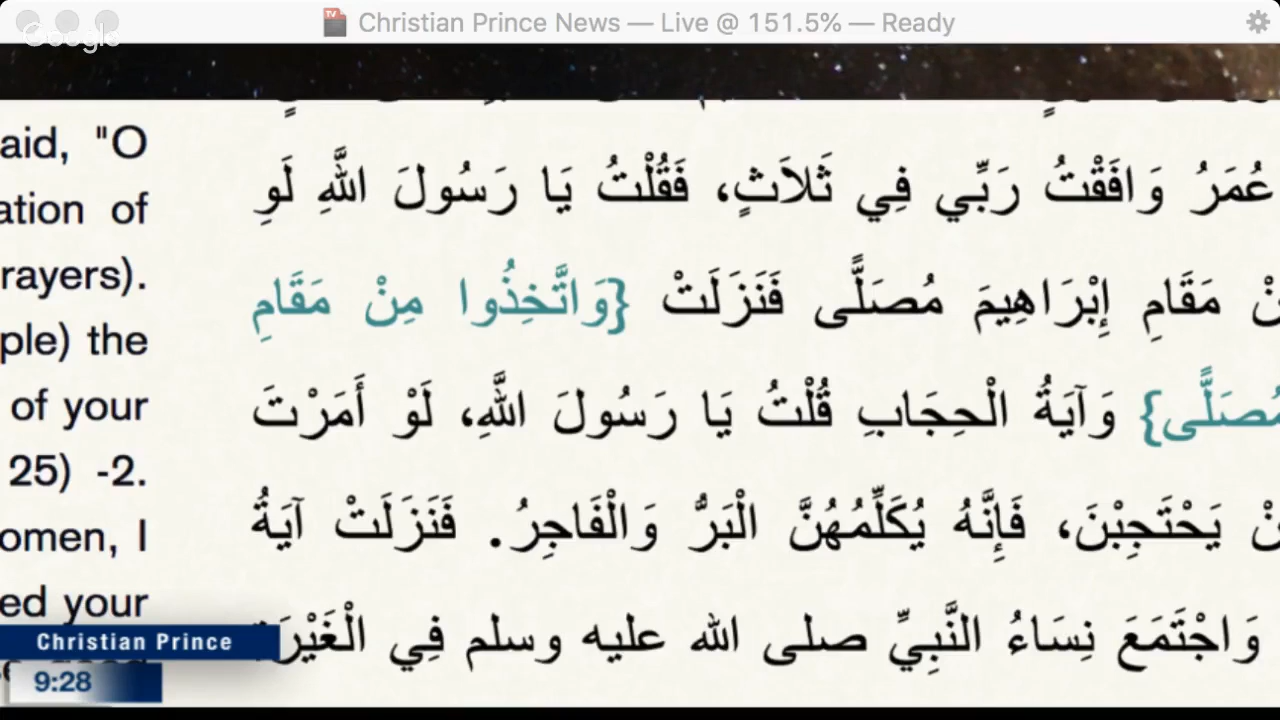 Christian Prince News — Live @ 151.5% — Ready
Google
aid, "O
ation of
rayers).
ple) the
of your
25) -2.
omen, I
ed your
عُمَرُ وَافَقْتُ رَبِّي فِي ثَلاَثٍ، فَقُلْتُ يَا رَسُولَ اللَّهِ لَوِ
نْ مَقَامِ إِبْرَاهِيمَ مُصَلًّى فَنَزَلَتْ {وَاتَّخِذُوا مِنْ مَقَامِ
مُصَلًّى} وَآيَةُ الْحِجَابِ قُلْتُ يَا رَسُولَ اللَّهِ، لَوْ أَمَرْتَ
نْ يَحْتَجِبْنَ، فَإِنَّهُ يُكَلِّمُهُنَّ الْبَرُّ وَالْفَاجِرُ. فَنَزَلَتْ آيَةُ
وَاجْتَمَعَ نِسَاءُ النَّبِيِّ صلى الله عليه وسلم فِي الْغَيْرَةِ
Christian Prince
9:28